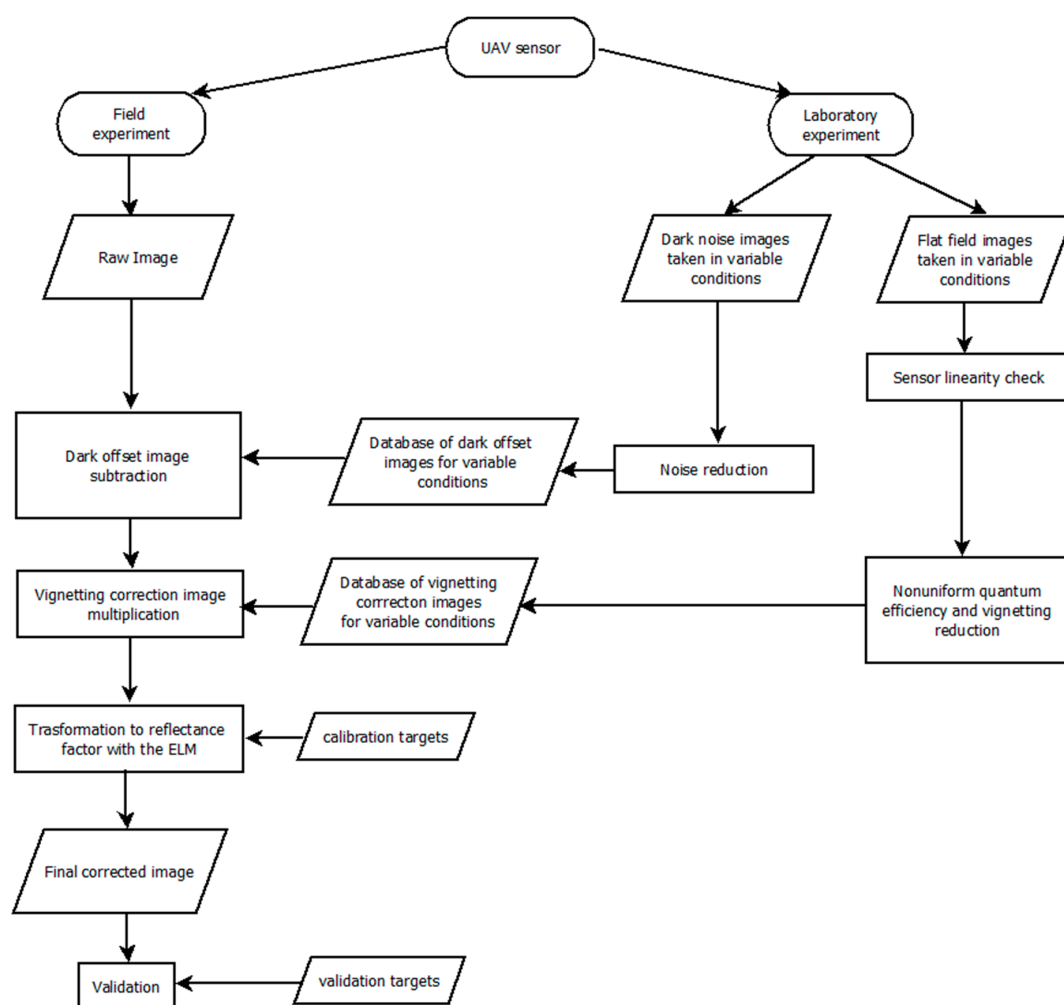 UAV sensor
Field
experiment
Laboratory
experiment
Raw Image
Dark noise images
taken in variable
conditions
Flat field images
taken in variable
conditions
Sensor linearity check
Dark offset image
subtraction
Database of dark offset
images for variable
conditions
Noise reduction
Vignetting correction image
multiplication
Database of vignetting
corrrecton images
for variable conditions
Nonuniform quantum
efficiency and vignetting
reduction
Trasformation to reflectance
factor with the ELM
calibration targets
Final corrected image
Validation
validation targets